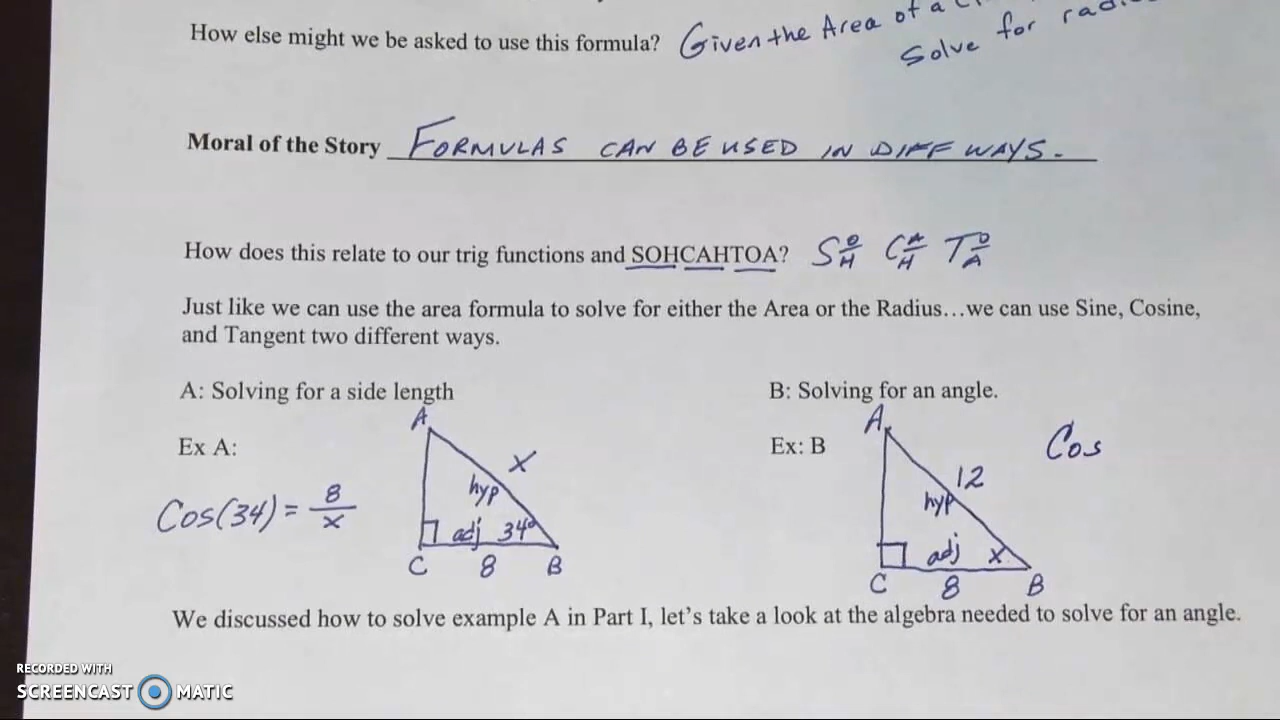 How else might we be asked to use this formula? Given the Area of a
Solve for
Moral of the Story FORMULAS CAN BE USED IN DIFF WAYS.
How does this relate to our trig functions and SOHCAHTOA? S O/H C A/H T O/A
Just like we can use the area formula to solve for either the Area or the Radius…we can use Sine, Cosine,
and Tangent two different ways.
A: Solving for a side length
B: Solving for an angle.
Ex A:
Cos(34) = 8/x
A
x
hyp
adj 34°
C 8 B
Ex: B
A
12
hyp
adj x
C 8 B
Cos
We discussed how to solve example A in Part I, let's take a look at the algebra needed to solve for an angle.
RECORDED WITH
SCREENCAST MATIC